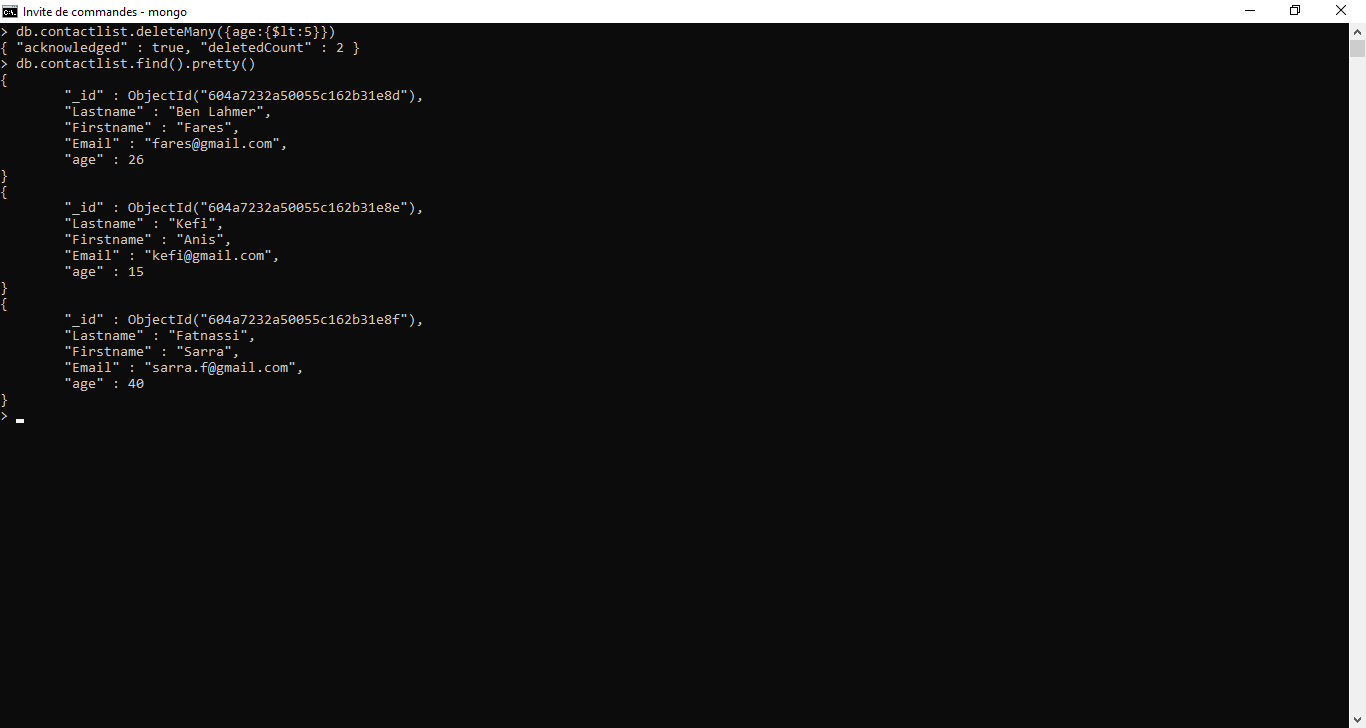 Invite de commandes - mongo
> db.contactlist.deleteMany({age:{$lt:5}})
{ "acknowledged" : true, "deletedCount" : 2 }
> db.contactlist.find().pretty()
{
        "_id" : ObjectId("604a7232a50055c162b31e8d"),
        "Lastname" : "Ben Lahmer",
        "Firstname" : "Fares",
        "Email" : "fares@gmail.com",
        "age" : 26
}
{
        "_id" : ObjectId("604a7232a50055c162b31e8e"),
        "Lastname" : "Kefi",
        "Firstname" : "Anis",
        "Email" : "kefi@gmail.com",
        "age" : 15
}
{
        "_id" : ObjectId("604a7232a50055c162b31e8f"),
        "Lastname" : "Fatnassi",
        "Firstname" : "Sarra",
        "Email" : "sarra.f@gmail.com",
        "age" : 40
}
> _